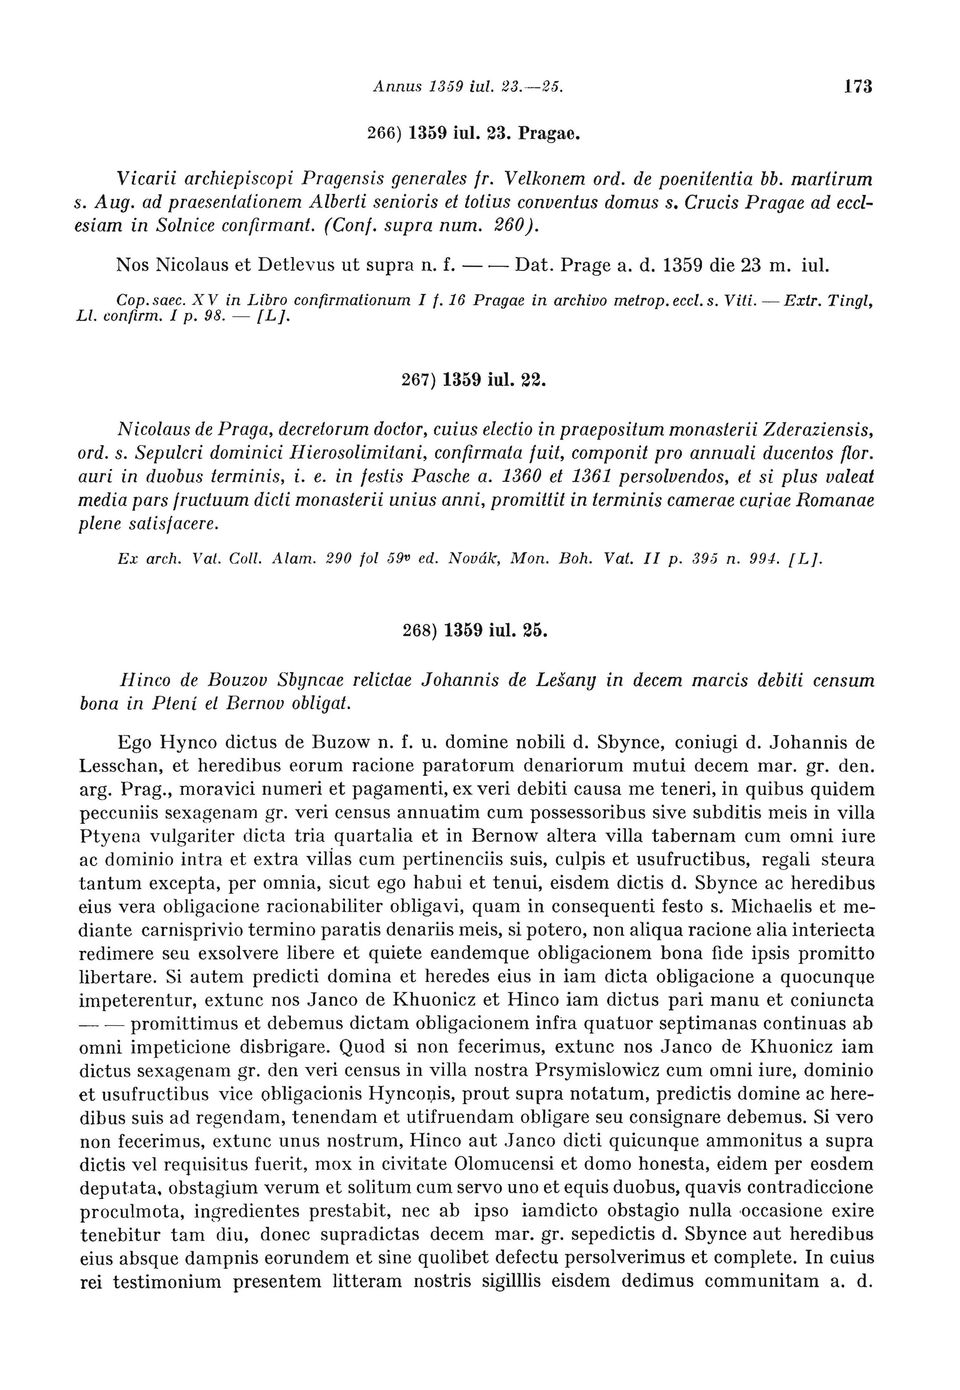 Annus 1359 iul. 23.—25. 173
266) 1359 iul. 23. Pragae.
Vicarii archiepiscopi Pragensis generales fr. Velkonem ord. de poenitentia bb. martirum
s. Aug. ad praesentationem Alberti senioris et totius conventus domus s. Crucis Pragae ad eccl-
esiam in Solnice confirmant. (Conf. supra num. 260).
Nos Nicolaus et Detlevus ut supra n. f. — — Dat. Prage a. d. 1359 die 23 m. iul.
Cop. saec. XV in Libro confirmationum I f. 16 Pragae in archivo metrop. eccl. s. Viti. — Extr. Tingl,
Ll. confirm. I p. 98. — [L].
267) 1359 iul. 22.
Nicolaus de Praga, decretorum doctor, cuius electio in praepositum monasterii Zderaziensis,
ord. s. Sepulcri dominici Hierosolimitani, confirmata fuit, componit pro annuali ducentos flor.
auri in duobus terminis, i. e. in festis Pasche a. 1360 et 1361 persolvendos, et si plus valeat
media pars fructuum dicti monasterii unius anni, promittit in terminis camerae curiae Romanae
plene satisfacere.
Ex arch. Vat. Coll. Alam. 290 fol 59v ed. Novák, Mon. Boh. Vat. II p. 395 n. 994. [L].
268) 1359 iul. 25.
Hinco de Bouzov Sbyncae relictae Johannis de Lešany in decem marcis debiti censum
bona in Ptení et Bernov obligat.
Ego Hynco dictus de Buzow n. f. u. domine nobili d. Sbynce, coniugi d. Johannis de
Lesschan, et heredibus eorum racione paratorum denariorum mutui decem mar. gr. den.
arg. Prag., moravici numeri et pagamenti, ex veri debiti causa me teneri, in quibus quidem
peccuniis sexagenam gr. veri census annuatim cum possessoribus sive subditis meis in villa
Ptyena vulgariter dicta tria quartalia et in Bernow altera villa tabernam cum omni iure
ac dominio intra et extra villas cum pertinenciis suis, culpis et usufructibus, regali steura
tantum excepta, per omnia, sicut ego habui et tenui, eisdem dictis d. Sbynce ac heredibus
eius vera obligacione racionabiliter obligavi, quam in consequenti festo s. Michaelis et me-
diante carnisprivio termino paratis denariis meis, si potero, non aliqua racione alia interiecta
redimere seu exsolvere libere et quiete eandemque obligacionem bona fide ipsis promitto
libertare. Si autem predicti domina et heredes eius in iam dicta obligacione a quocunque
impeterentur, extunc nos Janco de Khuonicz et Hinco iam dictus pari manu et coniuncta
— — promittimus et debemus dictam obligacionem infra quatuor septimanas continuas ab
omni impeticione disbrigare. Quod si non fecerimus, extunc nos Janco de Khuonicz iam
dictus sexagenam gr. den veri census in villa nostra Prsymislowicz cum omni iure, dominio
et usufructibus vice obligacionis Hynconis, prout supra notatum, predictis domine ac here-
dibus suis ad regendam, tenendam et utifruendam obligare seu consignare debemus. Si vero
non fecerimus, extunc unus nostrum, Hinco aut Janco dicti quicunque ammonitus a supra
dictis vel requisitus fuerit, mox in civitate Olomucensi et domo honesta, eidem per eosdem
deputata, obstagium verum et solitum cum servo uno et equis duobus, quavis contradiccione
proculmota, ingredientes prestabit, nec ab ipso iamdicto obstagio nulla occasione exire
tenebitur tam diu, donec supradictas decem mar. gr. sepedictis d. Sbynce aut heredibus
eius absque dampnis eorundem et sine quolibet defectu persolverimus et complete. In cuius
rei testimonium presentem litteram nostris sigilllis eisdem dedimus communitam a. d.